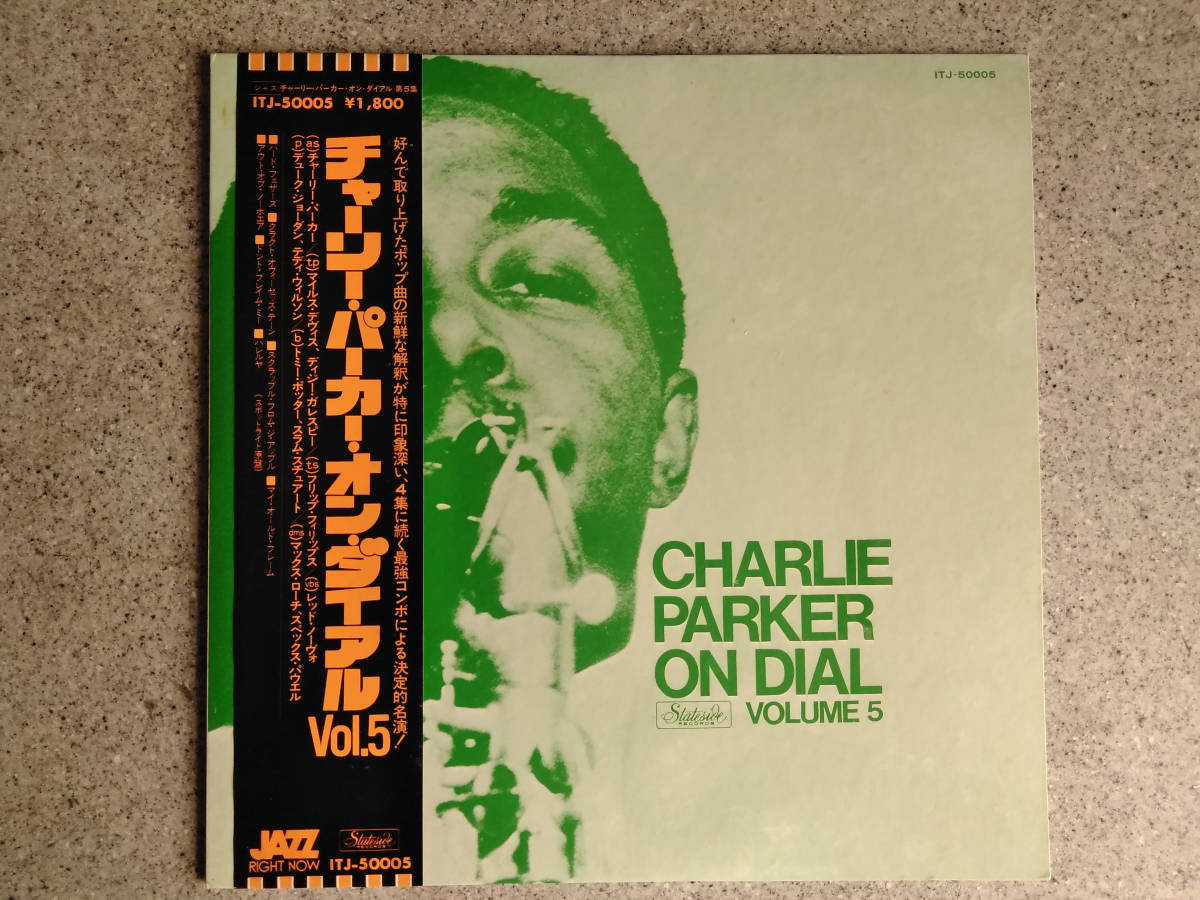 ジャズ チャーリー・パーカー・オン・ダイアル 第5集
ITJ-50005 ¥1,800
好んで取り上げたポップ曲の新鮮な解釈が特に印象深い、4集に続く最強コンボによる決定的名演!
チャーリー・パーカー・オン・ダイアル
Vol.5
(as)チャーリー・パーカー/(tp)マイルス・デヴィス、ディジー・ガレスピー/(ts)フリップ・フィリップス/(vbs)レッド・ノーヴォ
(p)デューク・ジョーダン、テディ・ウィルソン/(b)トミー・ポッター、スラム・スチュアート/(dms)マックス・ローチ、スペックス・パウエル
■バード・フェザーズ ■クラクト・オヴィーセッズ・テーン ■スクラップル・フロム・ジ・アップル ■マイ・オールド・フレーム
■アウト・オブ・ノーホエア ■ドント・ブレイム・ミー ■ハレルヤ (スポットライト原盤)
JAZZ
RIGHT NOW
Stateside
RECORDS
ITJ-50005
ITJ-50005
CHARLIE
PARKER
ON DIAL
Stateside
RECORDS
VOLUME 5